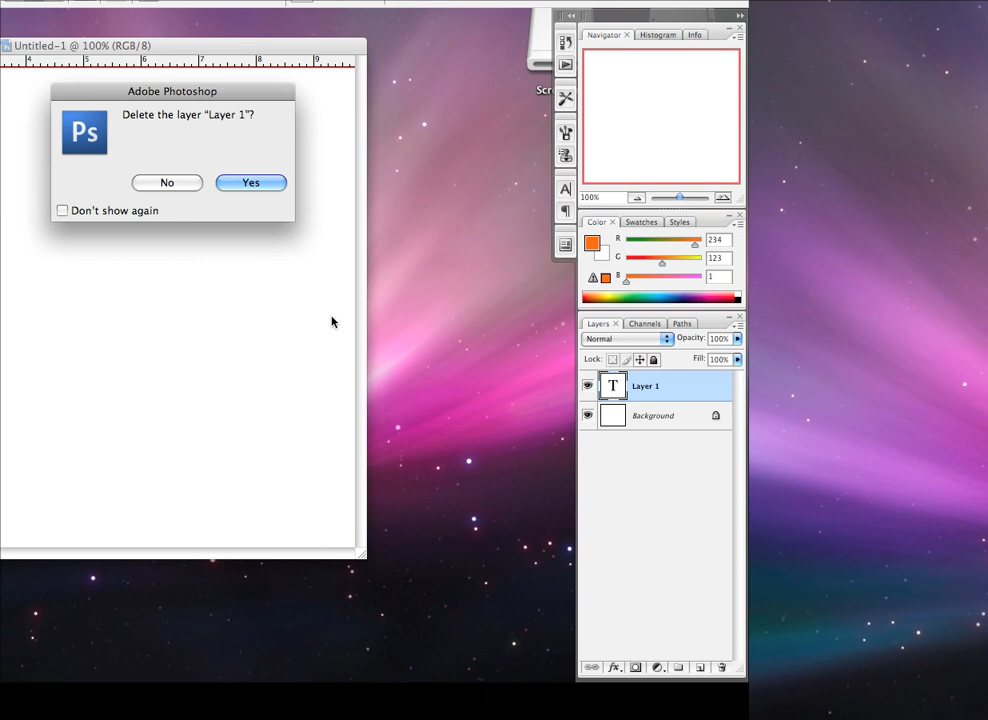 Untitled-1 @ 100% (RGB/8)
4 5 6 7 8 9
Adobe Photoshop
Delete the layer “Layer 1”?
Ps
No Yes
Don't show again
Scr
A
Navigator Histogram Info
100%
Color Swatches Styles
R 234
G 123
B 1
Layers Channels Paths
Normal Opacity: 100%
Lock: Fill: 100%
T Layer 1
Background
fx.